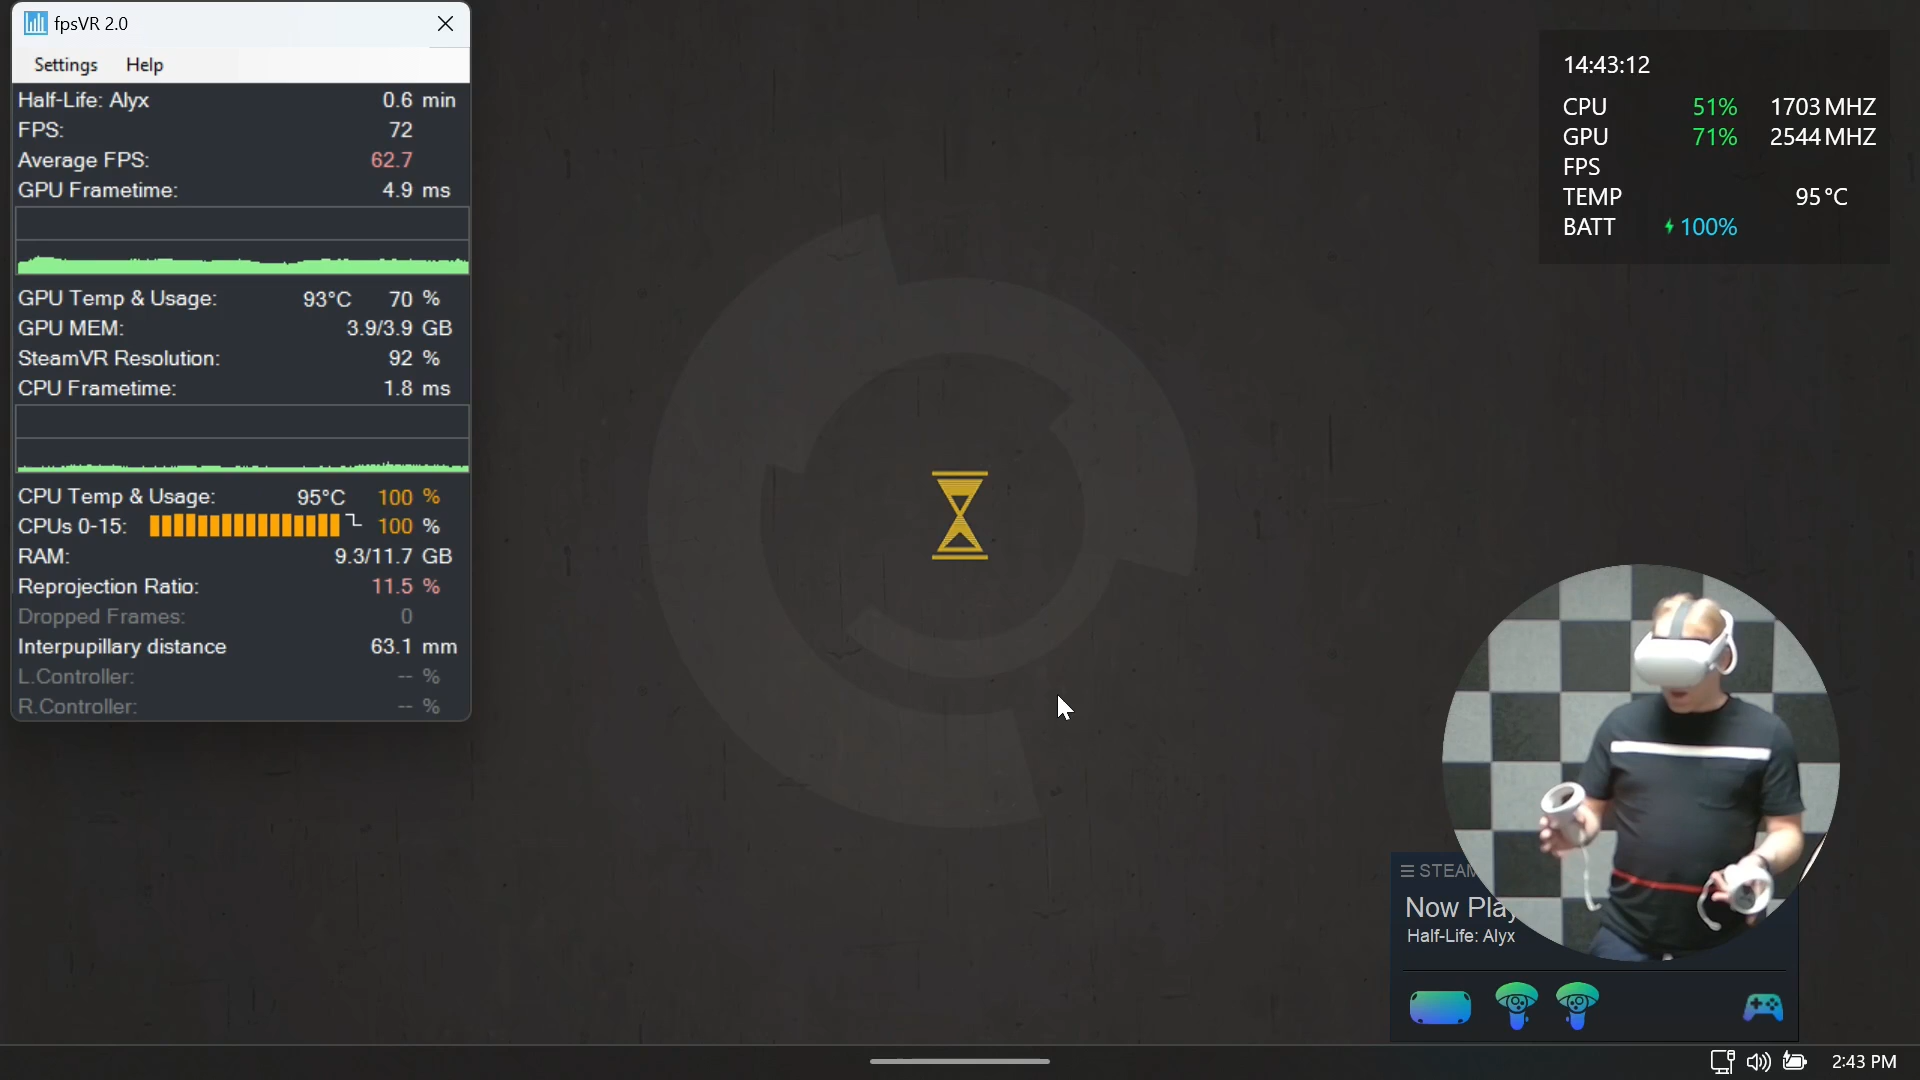 fpsVR 2.0
Settings Help
Half-Life: Alyx 0.6 min
FPS: 72
Average FPS: 62.7
GPU Frametime: 4.9 ms
GPU Temp & Usage: 93°C 70 %
GPU MEM: 3.9/3.9 GB
SteamVR Resolution: 92 %
CPU Frametime: 1.8 ms
CPU Temp & Usage: 95°C 100 %
CPUs 0-15: 100 %
RAM: 9.3/11.7 GB
Reprojection Ratio: 11.5 %
Dropped Frames: 0
Interpupillary distance 63.1 mm
L.Controller: -- %
R.Controller: -- %
14:43:12
CPU 51% 1703 MHZ
GPU 71% 2544 MHZ
FPS
TEMP 95°C
BATT 100%
STEAM
Now Play
Half-Life: Alyx
2:43 PM